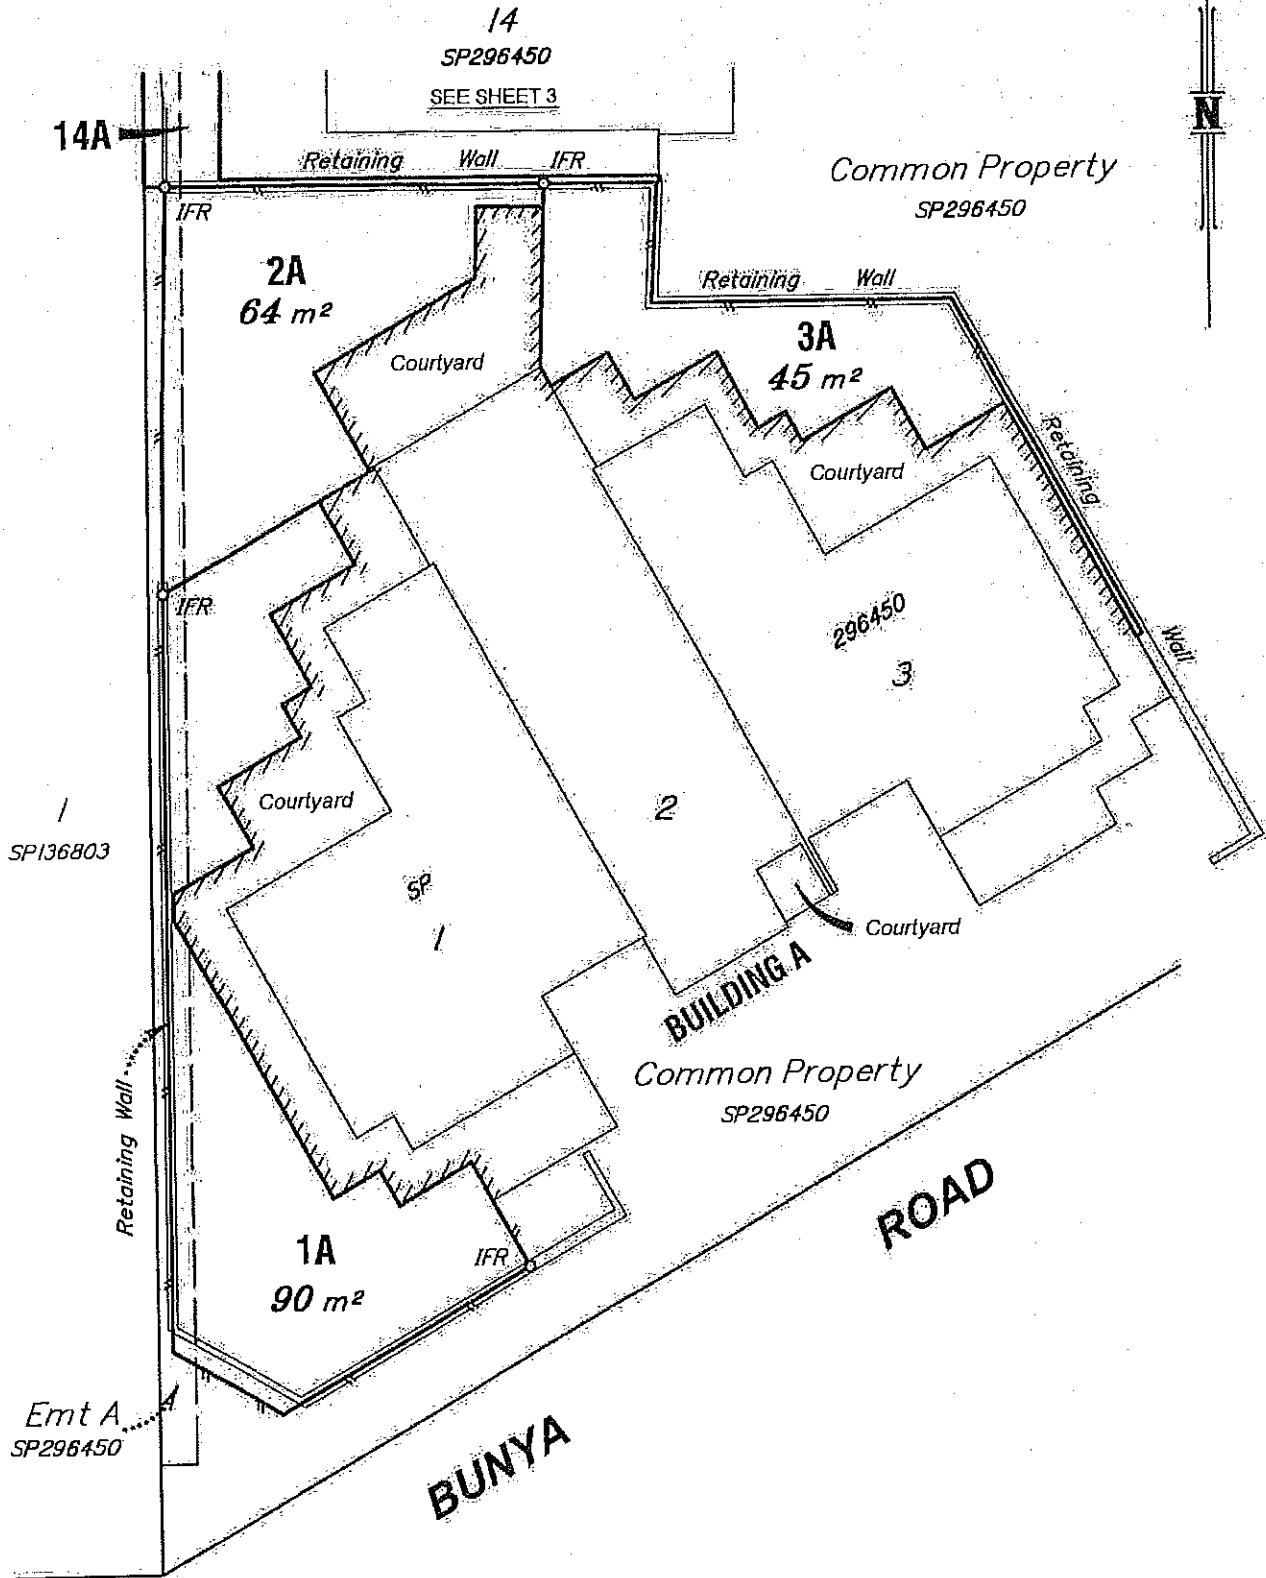 14
SP296450
SEE SHEET 3
N
14A
Retaining Wall IFR
Common Property
SP296450
IFR
2A
64 m²
Retaining Wall
3A
45 m²
Courtyard
Retaining Wall
Courtyard
IFR
296450
3
1
SP136803
Courtyard
2
SP
1
Courtyard
BUILDING A
Common Property
SP296450
Retaining Wall
ROAD
1A
90 m²
IFR
Emt A
SP296450
A
BUNYA